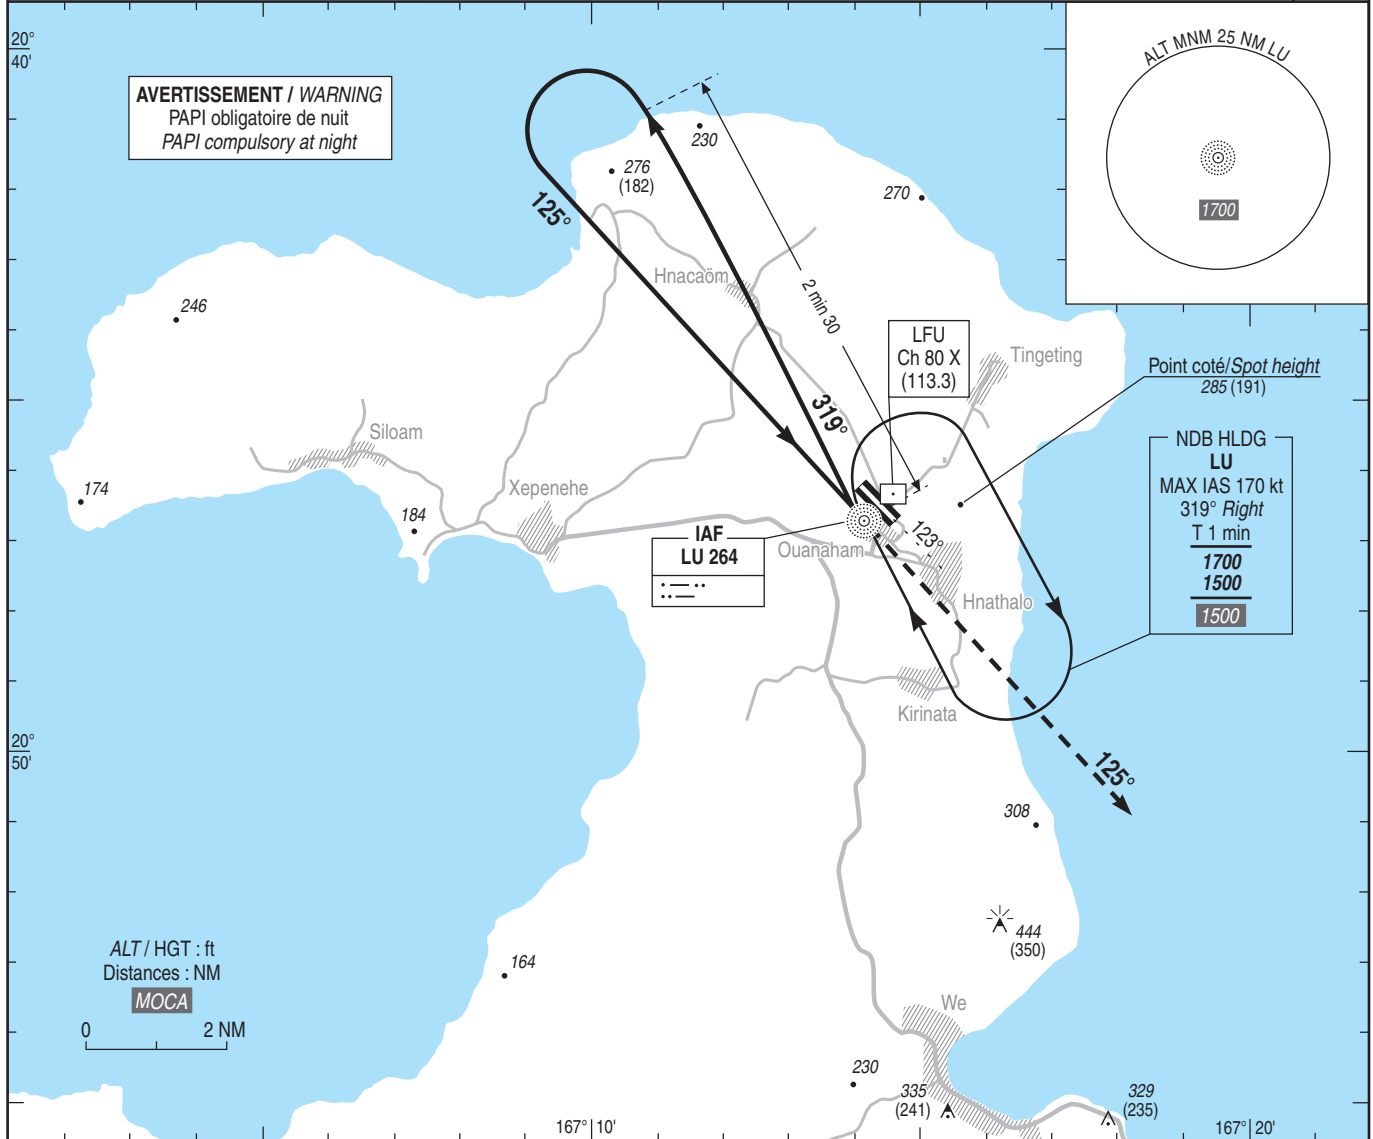 20°
40'
AVERTISSEMENT / WARNING
PAPI obligatoire de nuit
PAPI compulsory at night
ALT MNM 25 NM LU
1700
230
276
(182)
270
125°
Hnacaöm
246
2 min 30
LFU
Ch 80 X
(113.3)
Tingeting
Point coté/Spot height
285 (191)
319°
Siloam
NDB HLDG
LU
MAX IAS 170 kt
319° Right
T 1 min
1700
1500
1500
174
Xepenehe
184
IAF
LU 264
Ouanaham
123°
Hnathalo
Kirinata
20°
50'
125°
308
444
(350)
ALT / HGT : ft
Distances : NM
MOCA
0 2 NM
164
We
230
335
(241)
329
(235)
167° 10'
167° 20'